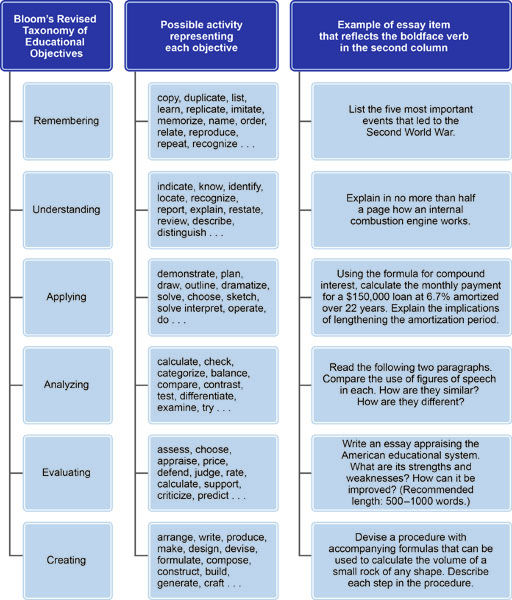 Bloom's Revised
Taxonomy of
Educational
Objectives
Possible activity
representing
each objective
Example of essay item
that reflects the boldface verb
in the second column
Remembering
copy, duplicate, list,
learn, replicate, imitate,
memorize, name, order,
relate, reproduce,
repeat, recognize . . .
List the five most important
events that led to the
Second World War.
Understanding
indicate, know, identify,
locate, recognize,
report, explain, restate,
review, describe,
distinguish . . .
Explain in no more than half
a page how an internal
combustion engine works.
Applying
demonstrate, plan,
draw, outline, dramatize,
solve, choose, sketch,
solve interpret, operate,
do . . .
Using the formula for compound
interest, calculate the monthly payment
for a $150,000 loan at 6.7% amortized
over 22 years. Explain the implications
of lengthening the amortization period.
Analyzing
calculate, check,
categorize, balance,
compare, contrast,
test, differentiate,
examine, try . . .
Read the following two paragraphs.
Compare the use of figures of speech
in each. How are they similar?
How are they different?
Evaluating
assess, choose,
appraise, price,
defend, judge, rate,
calculate, support,
criticize, predict . . .
Write an essay appraising the
American educational system.
What are its strengths and
weaknesses? How can it be
improved? (Recommended
length: 500–1000 words.)
Creating
arrange, write, produce,
make, design, devise,
formulate, compose,
construct, build,
generate, craft . . .
Devise a procedure with
accompanying formulas that can be
used to calculate the volume of a
small rock of any shape. Describe
each step in the procedure.